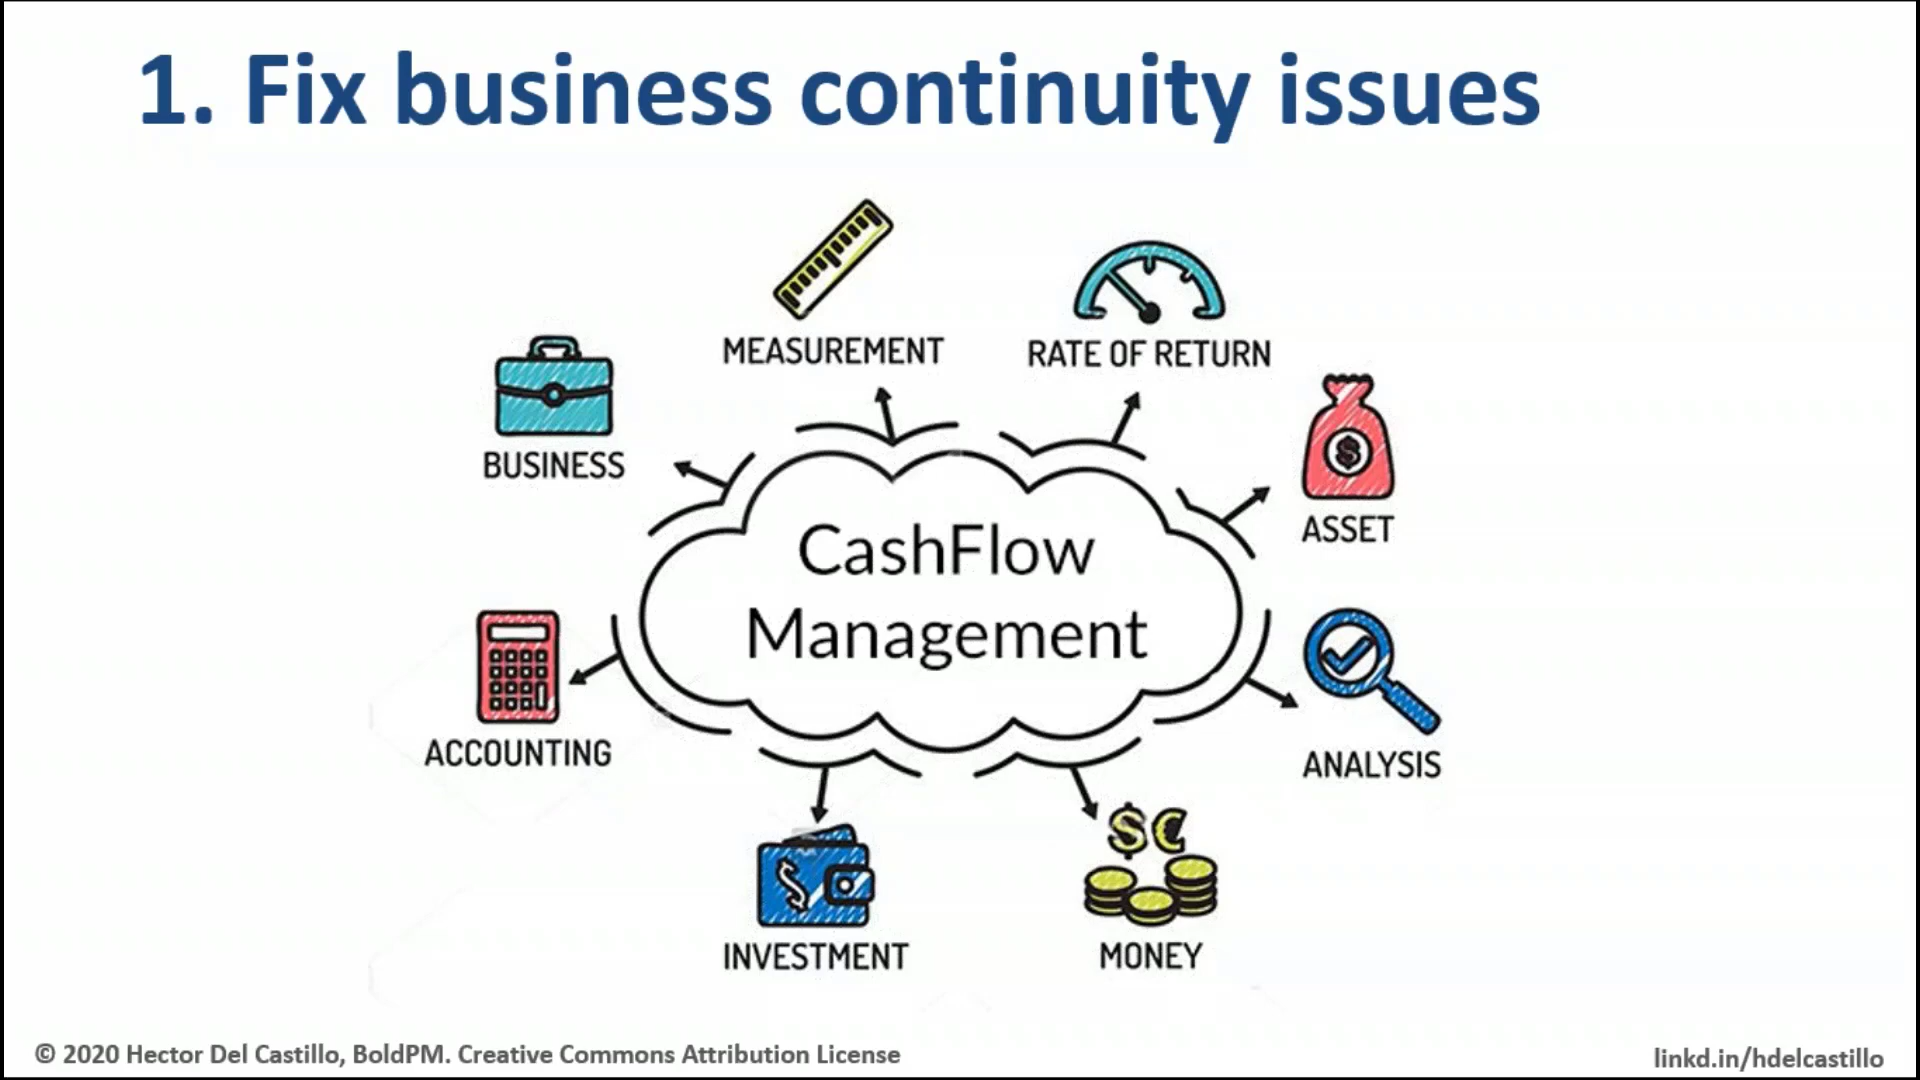 1. Fix business continuity issues
MEASUREMENT
RATE OF RETURN
BUSINESS
ASSET
CashFlow
Management
ACCOUNTING
ANALYSIS
INVESTMENT
MONEY
© 2020 Hector Del Castillo, BoldPM. Creative Commons Attribution License
linkd.in/hdelcastillo